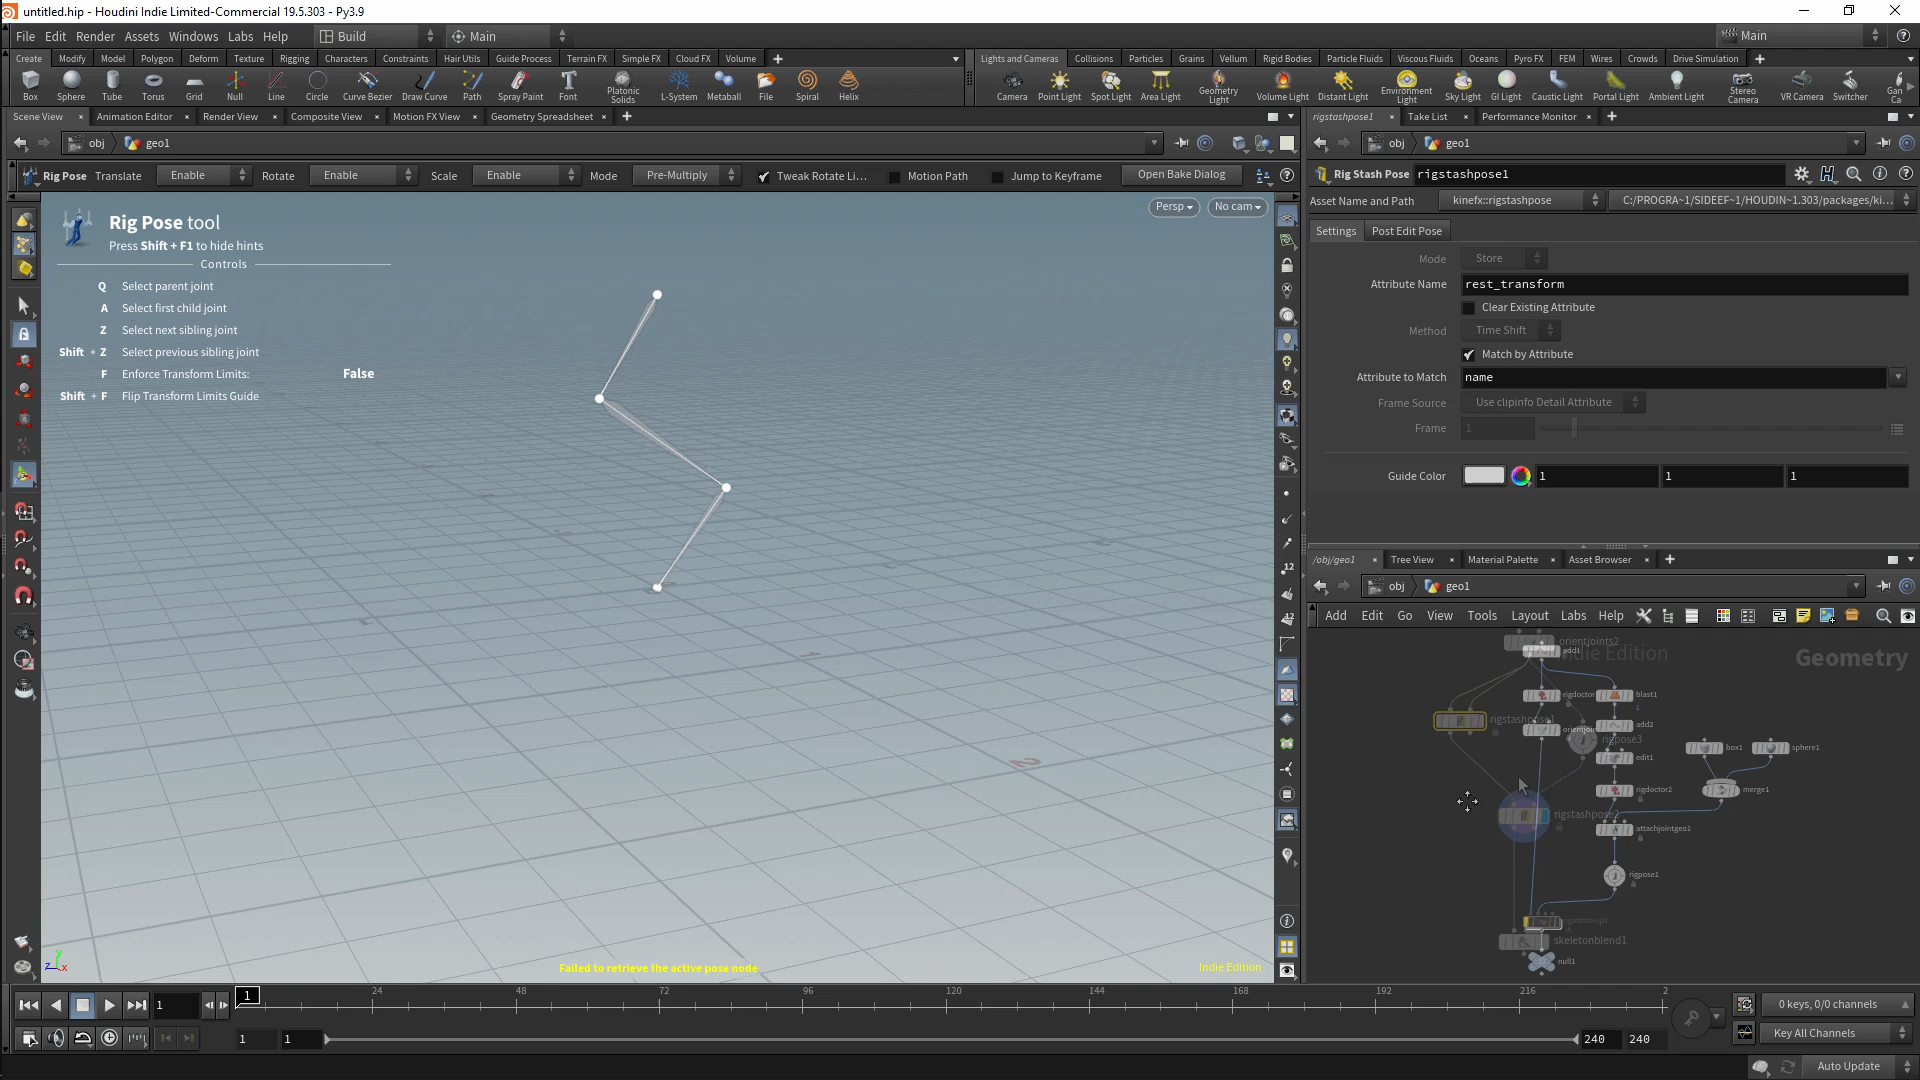 untitled.hip - Houdini Indie Limited-Commercial 19.5.303 - Py3.9
File Edit Render Assets Windows Labs Help Build Main Main
Create Modify Model Polygon Deform Texture Rigging Characters Constraints Hair Utils Guide Process Terrain FX Simple FX Cloud FX Volume
Lights and Cameras Collisions Particles Grains Vellum Rigid Bodies Particle Fluids Viscous Fluids Oceans Pyro FX FEM Wires Crowds Drive Simulation
Box Sphere Tube Torus Grid Null Line Circle Curve Bezier Draw Curve Path Spray Paint Font Platonic Solids L-System Metaball File Spiral Helix
Camera Point Light Spot Light Area Light Geometry Light Volume Light Distant Light Environment Light Sky Light GI Light Caustic Light Portal Light Ambient Light Stereo Camera VR Camera Switcher Gan Ca
Scene View Animation Editor Render View Composite View Motion FX View Geometry Spreadsheet
rigstashpose1 Take List Performance Monitor
obj geo1
obj geo1
Rig Pose Translate Enable Rotate Enable Scale Enable Mode Pre-Multiply Tweak Rotate Li... Motion Path Jump to Keyframe Open Bake Dialog
Rig Stash Pose rigstashpose1
Asset Name and Path kinefx::rigstashpose C:/PROGRA~1/SIDEEF~1/HOUDIN~1.303/packages/ki...
Persp No cam
Rig Pose tool
Press Shift + F1 to hide hints
Controls
Q Select parent joint
A Select first child joint
Z Select next sibling joint
Shift + Z Select previous sibling joint
F Enforce Transform Limits: False
Shift + F Flip Transform Limits Guide
Settings Post Edit Pose
Mode Store
Attribute Name rest_transform
Clear Existing Attribute
Method Time Shift
Match by Attribute
Attribute to Match name
Frame Source Use clipinfo Detail Attribute
Frame 1
Guide Color 1 1 1
/obj/geo1 Tree View Material Palette Asset Browser
obj geo1
Add Edit Go View Tools Layout Labs Help
orientjoints2
add1
Indie Edition
Geometry
rigdoctor
blast1
1
rigstashpose1
add2
orientjoin
rigpose3
edit1
box1
sphere1
rigdoctor2
merge1
rigstashpose2
attachjointgeo1
rigpose1
skeletonblend1
null1
12
Failed to retrieve the active pose node
Indie Edition
z y x
1 1 24 48 72 96 120 144 168 192 216 2
0 keys, 0/0 channels
1 1 240 240
Key All Channels
Auto Update